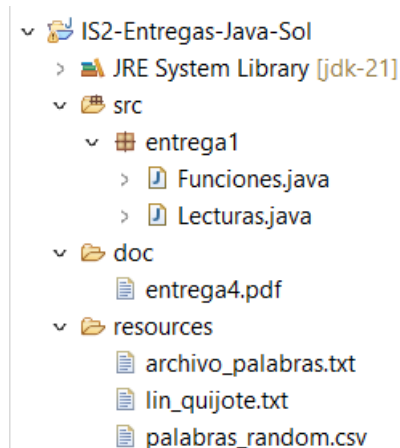 IS2-Entregas-Java-Sol
JRE System Library [jdk-21]
src
entrega1
Funciones.java
Lecturas.java
doc
entrega4.pdf
resources
archivo_palabras.txt
lin_quijote.txt
palabras_random.csv